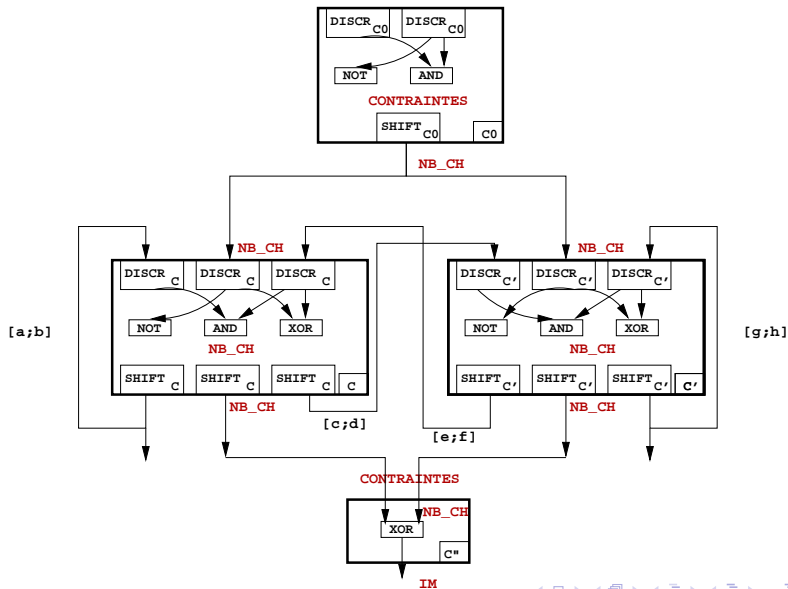 DISCR C0 DISCR C0
NOT AND
CONTRAINTES
SHIFT C0 C0
NB_CH
NB_CH NB_CH
DISCR C DISCR C DISCR C DISCR C' DISCR C' DISCR C'
[a;b] NOT AND XOR NOT AND XOR [g;h]
NB_CH NB_CH
SHIFT C SHIFT C SHIFT C C SHIFT C' SHIFT C' SHIFT C' C'
NB_CH NB_CH
[c;d] [e;f]
CONTRAINTES
NB_CH
XOR
C"
IM